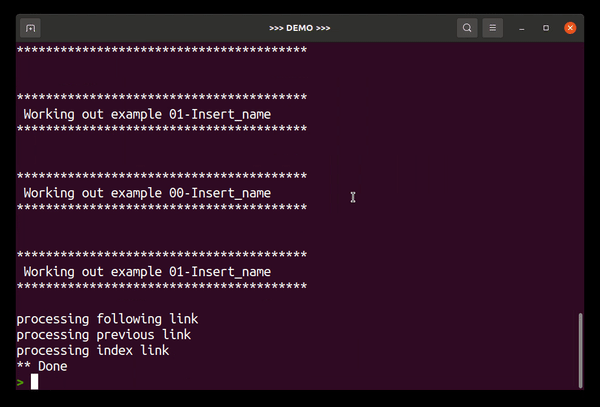 >>> DEMO >>>
****************************************
****************************************
 Working out example 01-Insert_name
****************************************
****************************************
 Working out example 00-Insert_name
****************************************
****************************************
 Working out example 01-Insert_name
****************************************
processing following link
processing previous link
processing index link
** Done
>